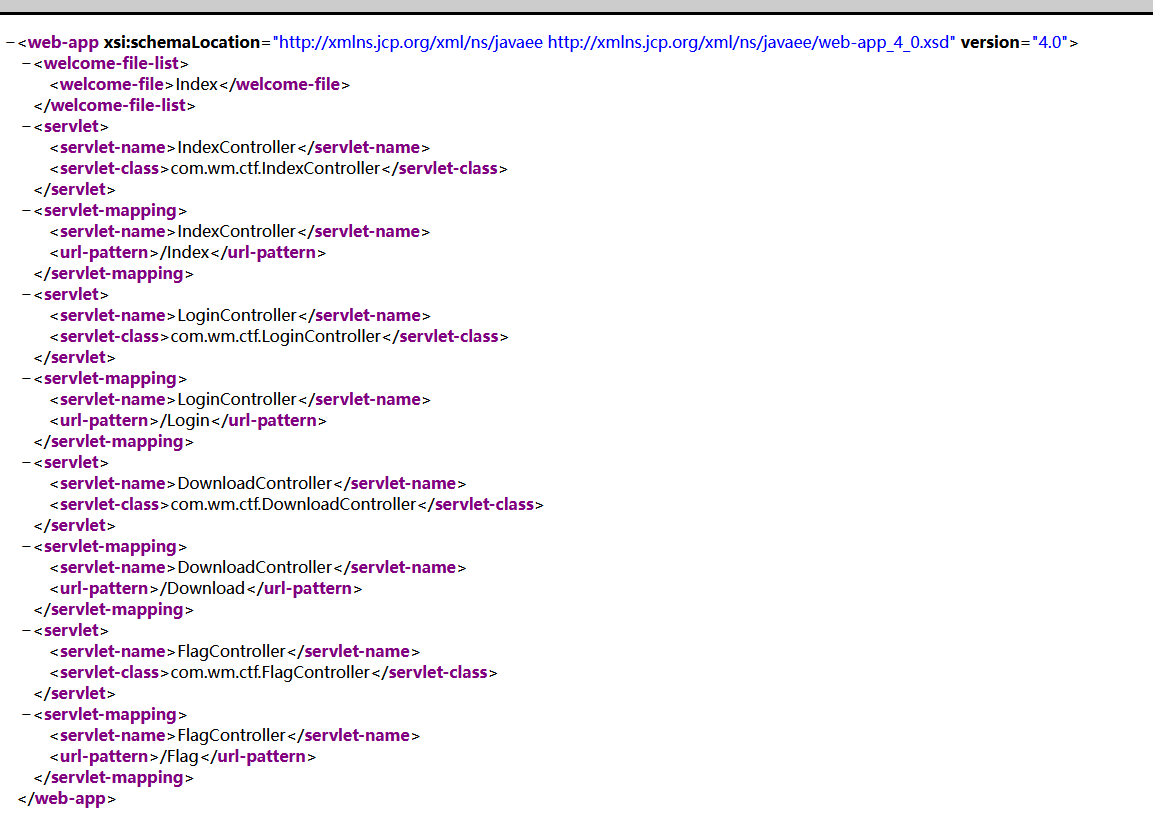 −<web-app xsi:schemaLocation="http://xmlns.jcp.org/xml/ns/javaee http://xmlns.jcp.org/xml/ns/javaee/web-app_4_0.xsd" version="4.0">
−<welcome-file-list>
<welcome-file>Index</welcome-file>
</welcome-file-list>
−<servlet>
<servlet-name>IndexController</servlet-name>
<servlet-class>com.wm.ctf.IndexController</servlet-class>
</servlet>
−<servlet-mapping>
<servlet-name>IndexController</servlet-name>
<url-pattern>/Index</url-pattern>
</servlet-mapping>
−<servlet>
<servlet-name>LoginController</servlet-name>
<servlet-class>com.wm.ctf.LoginController</servlet-class>
</servlet>
−<servlet-mapping>
<servlet-name>LoginController</servlet-name>
<url-pattern>/Login</url-pattern>
</servlet-mapping>
−<servlet>
<servlet-name>DownloadController</servlet-name>
<servlet-class>com.wm.ctf.DownloadController</servlet-class>
</servlet>
−<servlet-mapping>
<servlet-name>DownloadController</servlet-name>
<url-pattern>/Download</url-pattern>
</servlet-mapping>
−<servlet>
<servlet-name>FlagController</servlet-name>
<servlet-class>com.wm.ctf.FlagController</servlet-class>
</servlet>
−<servlet-mapping>
<servlet-name>FlagController</servlet-name>
<url-pattern>/Flag</url-pattern>
</servlet-mapping>
</web-app>